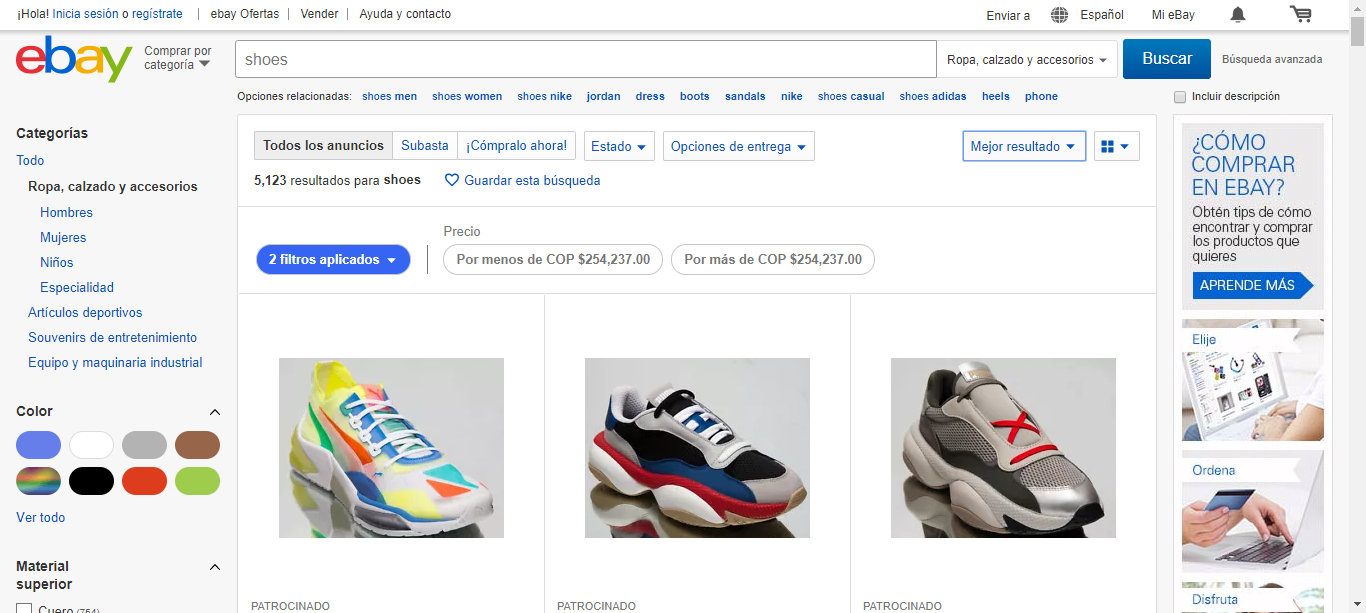 ¡Hola! Inicia sesión o regístrate
ebay Ofertas
Vender
Ayuda y contacto
Enviar a
Español
Mi eBay
ebay
Comprar por
categoría
shoes
Ropa, calzado y accesorios
Buscar
Búsqueda avanzada
Opciones relacionadas: shoes men shoes women shoes nike jordan dress boots sandals nike shoes casual shoes adidas heels phone
Incluir descripción
Categorías
Todo
Ropa, calzado y accesorios
Hombres
Mujeres
Niños
Especialidad
Artículos deportivos
Souvenirs de entretenimiento
Equipo y maquinaria industrial
Color
Ver todo
Material
superior
Cuero (754)
Todos los anuncios
Subasta
¡Cómpralo ahora!
Estado
Opciones de entrega
Mejor resultado
5,123 resultados para shoes
Guardar esta búsqueda
Precio
2 filtros aplicados
Por menos de COP $254,237.00
Por más de COP $254,237.00
PATROCINADO
PATROCINADO
PATROCINADO
¿CÓMO
COMPRAR
EN EBAY?
Obtén tips de cómo
encontrar y comprar
los productos que
quieres
APRENDE MÁS
Elije
Ordena
Disfruta